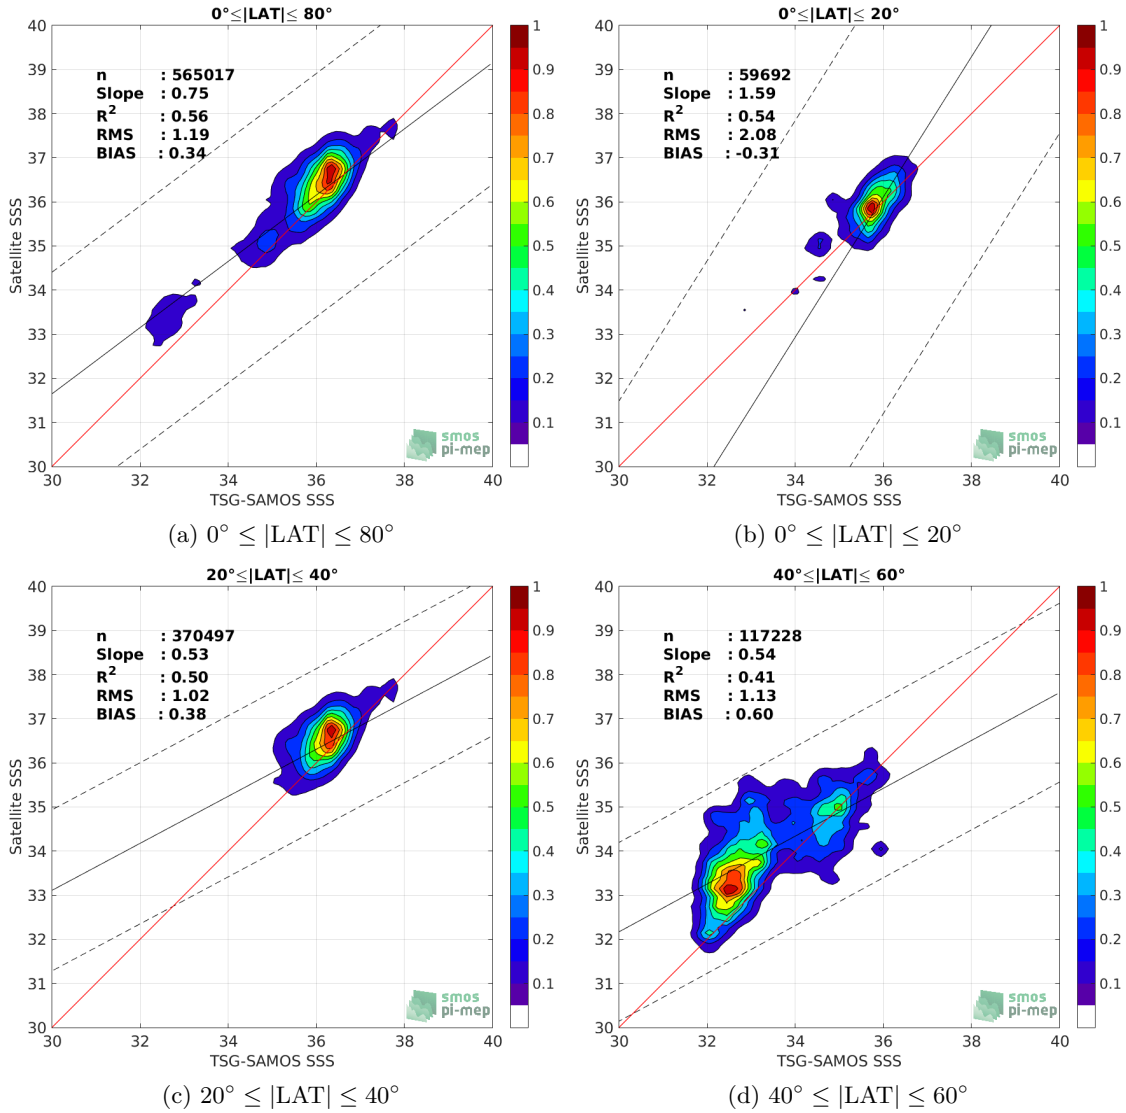 0°≤|LAT|≤ 80°
n : 565017
Slope : 0.75
R² : 0.56
RMS : 1.19
BIAS : 0.34
Satellite SSS
40
39
38
37
36
35
34
33
32
31
30
30 32 34 36 38 40
TSG-SAMOS SSS
1
0.9
0.8
0.7
0.6
0.5
0.4
0.3
0.2
0.1
smos
pi-mep
(a) 0° ≤ |LAT| ≤ 80°
0°≤|LAT|≤ 20°
n : 59692
Slope : 1.59
R² : 0.54
RMS : 2.08
BIAS : -0.31
Satellite SSS
40
39
38
37
36
35
34
33
32
31
30
30 32 34 36 38 40
TSG-SAMOS SSS
1
0.9
0.8
0.7
0.6
0.5
0.4
0.3
0.2
0.1
smos
pi-mep
(b) 0° ≤ |LAT| ≤ 20°
20°≤|LAT|≤ 40°
n : 370497
Slope : 0.53
R² : 0.50
RMS : 1.02
BIAS : 0.38
Satellite SSS
40
39
38
37
36
35
34
33
32
31
30
30 32 34 36 38 40
TSG-SAMOS SSS
1
0.9
0.8
0.7
0.6
0.5
0.4
0.3
0.2
0.1
smos
pi-mep
(c) 20° ≤ |LAT| ≤ 40°
40°≤|LAT|≤ 60°
n : 117228
Slope : 0.54
R² : 0.41
RMS : 1.13
BIAS : 0.60
Satellite SSS
40
39
38
37
36
35
34
33
32
31
30
30 32 34 36 38 40
TSG-SAMOS SSS
1
0.9
0.8
0.7
0.6
0.5
0.4
0.3
0.2
0.1
smos
pi-mep
(d) 40° ≤ |LAT| ≤ 60°